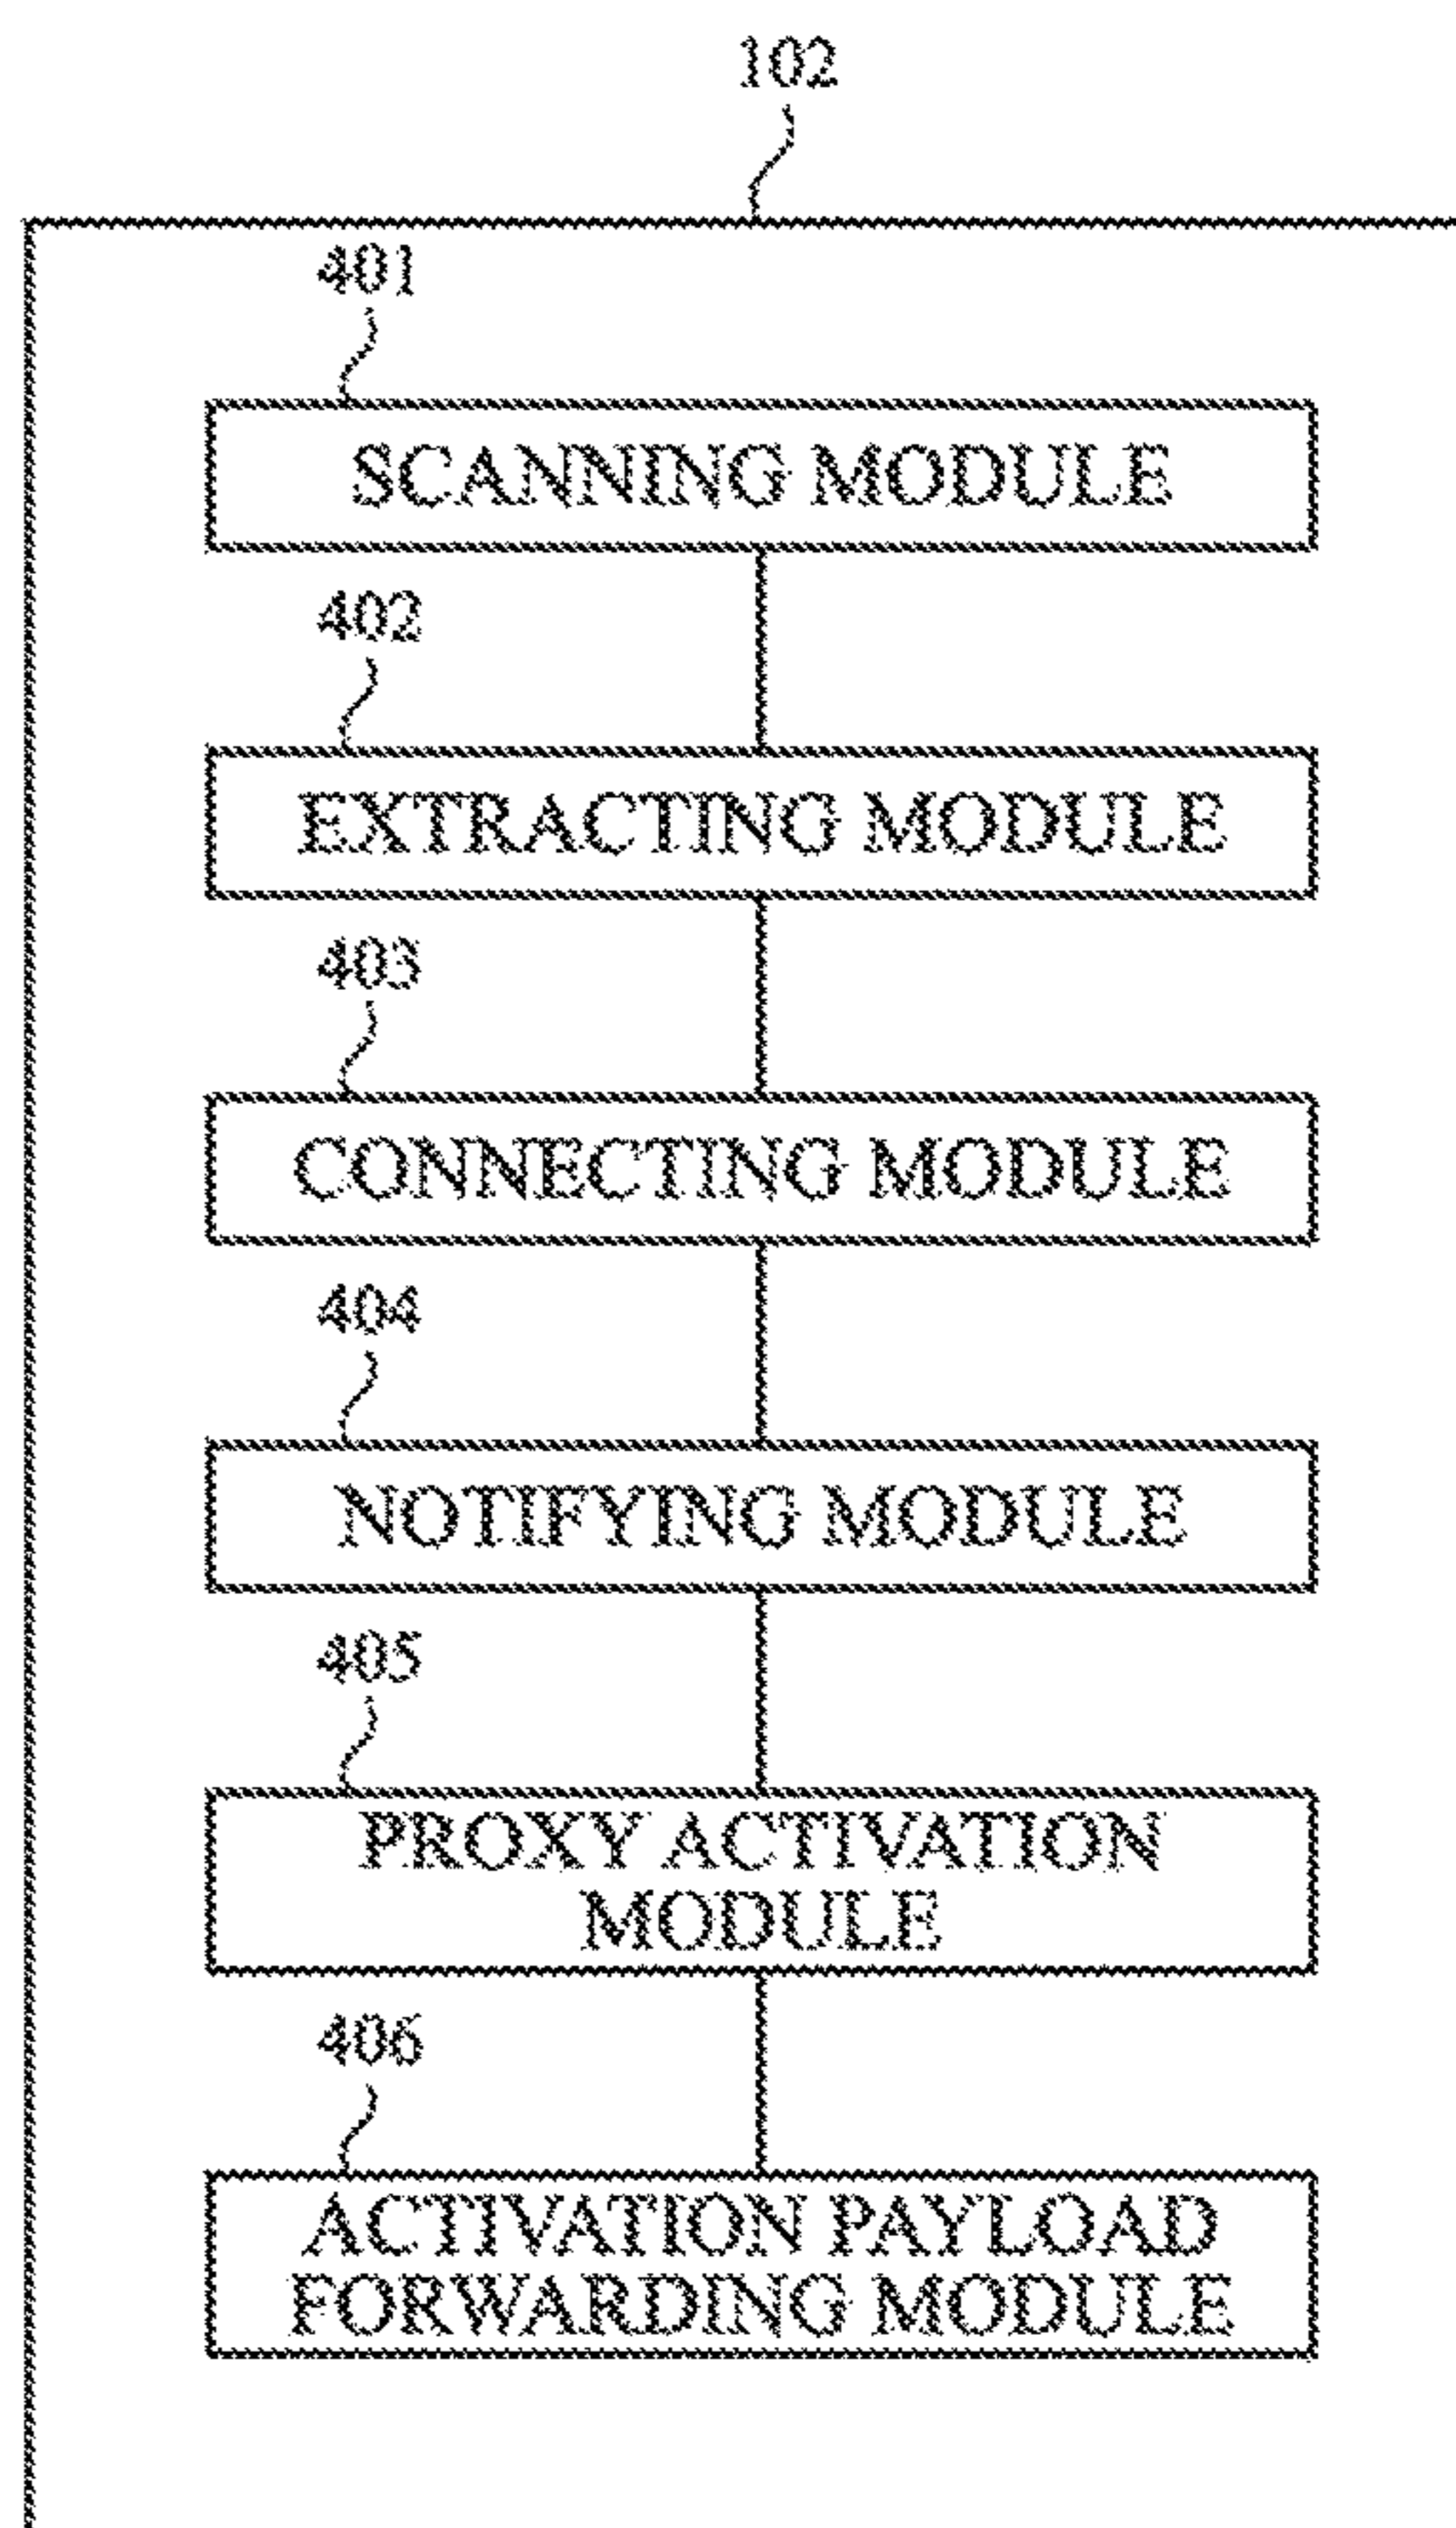 102
401
SCANNING MODULE
402
EXTRACTING MODULE
403
CONNECTING MODULE
404
NOTIFYING MODULE
405
PROXY ACTIVATION
MODULE
406
ACTIVATION PAYLOAD
FORWARDING MODULE